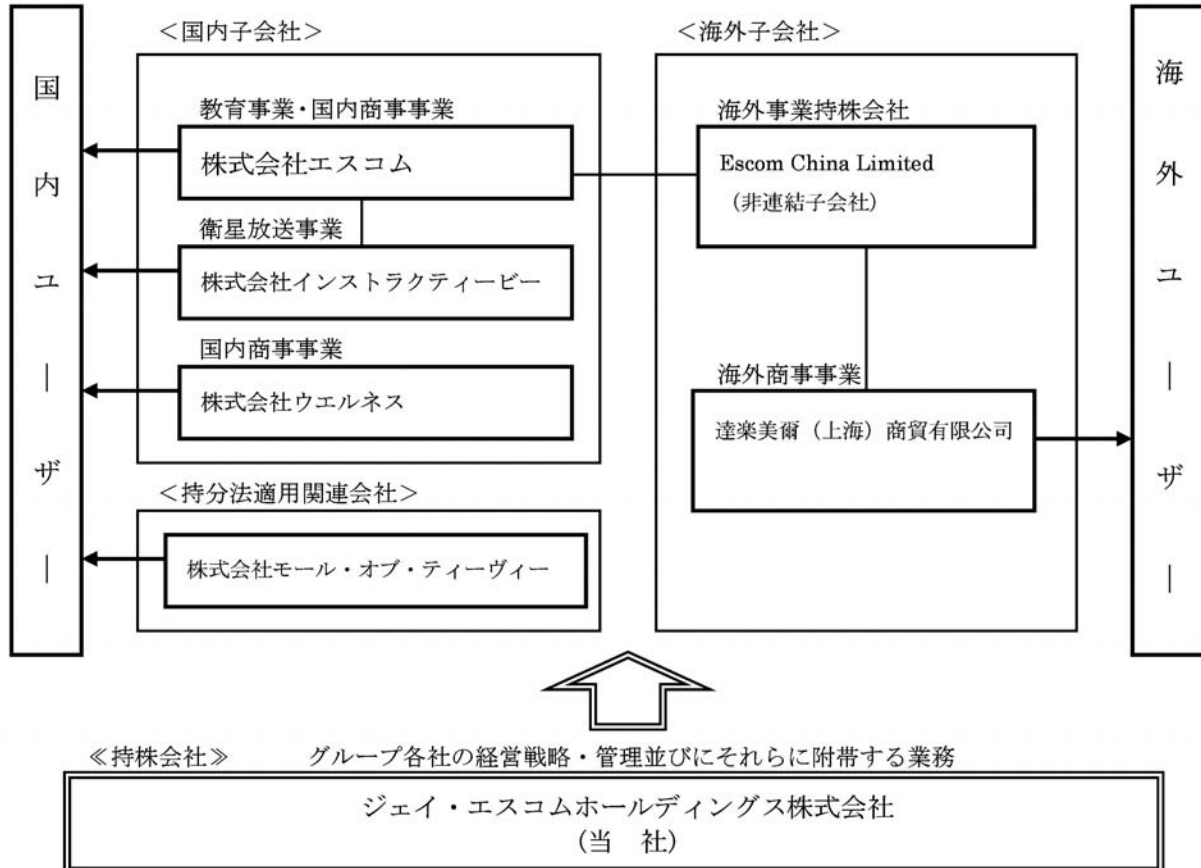 国内ユーザー
＜国内子会社＞
教育事業・国内商事事業
株式会社エスコム
衛星放送事業
株式会社インストラクティービー
国内商事事業
株式会社ウエルネス
＜持分法適用関連会社＞
株式会社モール・オブ・ティーヴィー
＜海外子会社＞
海外事業持株会社
Escom China Limited
（非連結子会社）
海外商事事業
達楽美爾（上海）商貿有限公司
海外ユーザー
≪持株会社≫ グループ各社の経営戦略・管理並びにそれらに附帯する業務
ジェイ・エスコムホールディングス株式会社
（当　社）